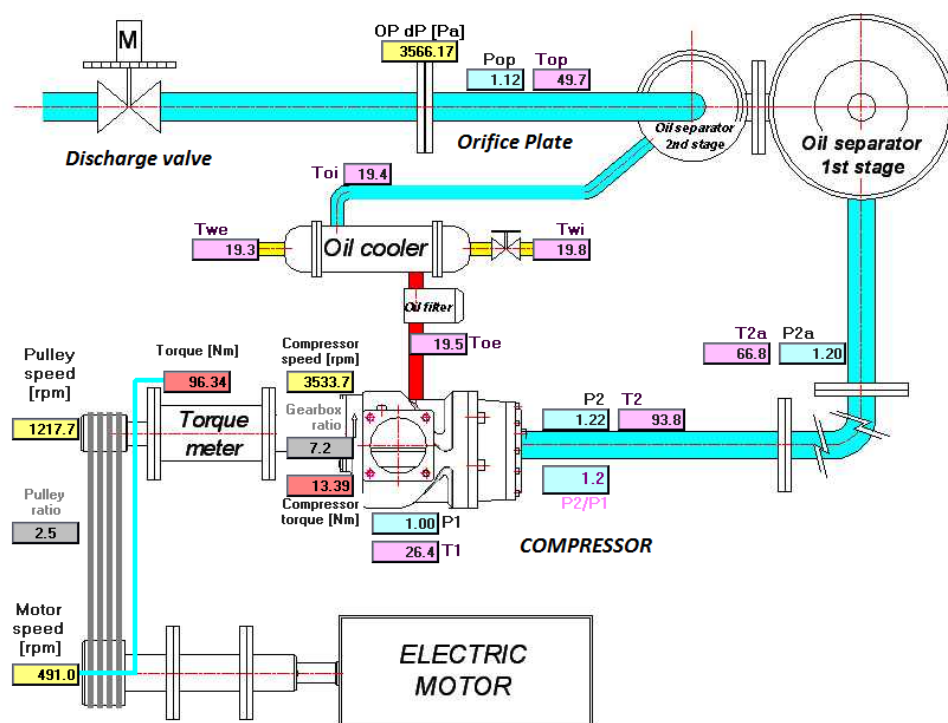 M
OP dP [Pa]
3566.17
Pop
Top
1.12
49.7
Discharge valve
Orifice Plate
Oil separator
2nd stage
Oil separator
1st stage
Toi
19.4
Twe
19.3
Oil cooler
Twi
19.8
Oil filter
19.5
Toe
T2a
P2a
66.8
1.20
Pulley
speed
[rpm]
1217.7
Torque [Nm]
96.34
Compressor
speed [rpm]
3533.7
Gearbox
ratio
7.2
Torque
meter
13.39
Compressor
torque [Nm]
P2
T2
1.22
93.8
1.2
P2/P1
1.00
P1
26.4
T1
COMPRESSOR
Pulley
ratio
2.5
Motor
speed
[rpm]
491.0
ELECTRIC
MOTOR